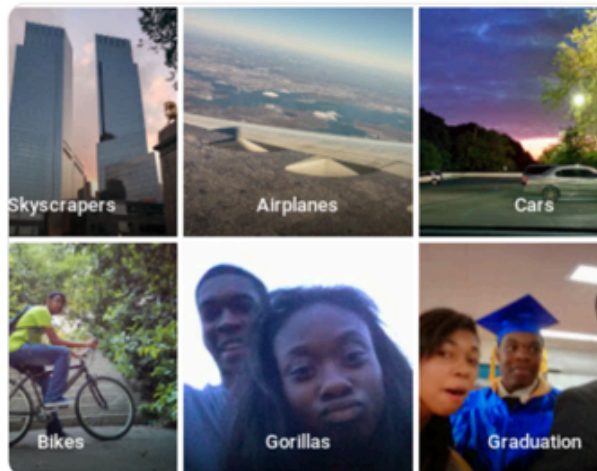 Skyscrapers
Airplanes
Cars
Bikes
Gorillas
Graduation